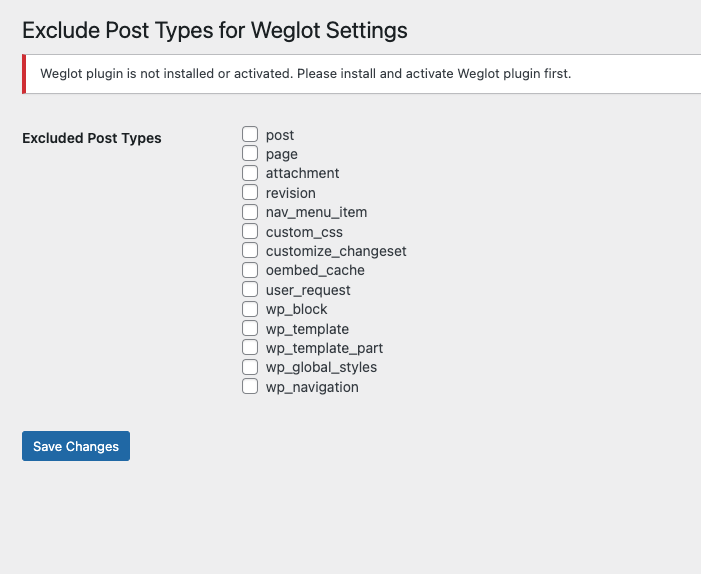 Exclude Post Types for Weglot Settings
Weglot plugin is not installed or activated. Please install and activate Weglot plugin first.
Excluded Post Types
post
page
attachment
revision
nav_menu_item
custom_css
customize_changeset
oembed_cache
user_request
wp_block
wp_template
wp_template_part
wp_global_styles
wp_navigation
Save Changes